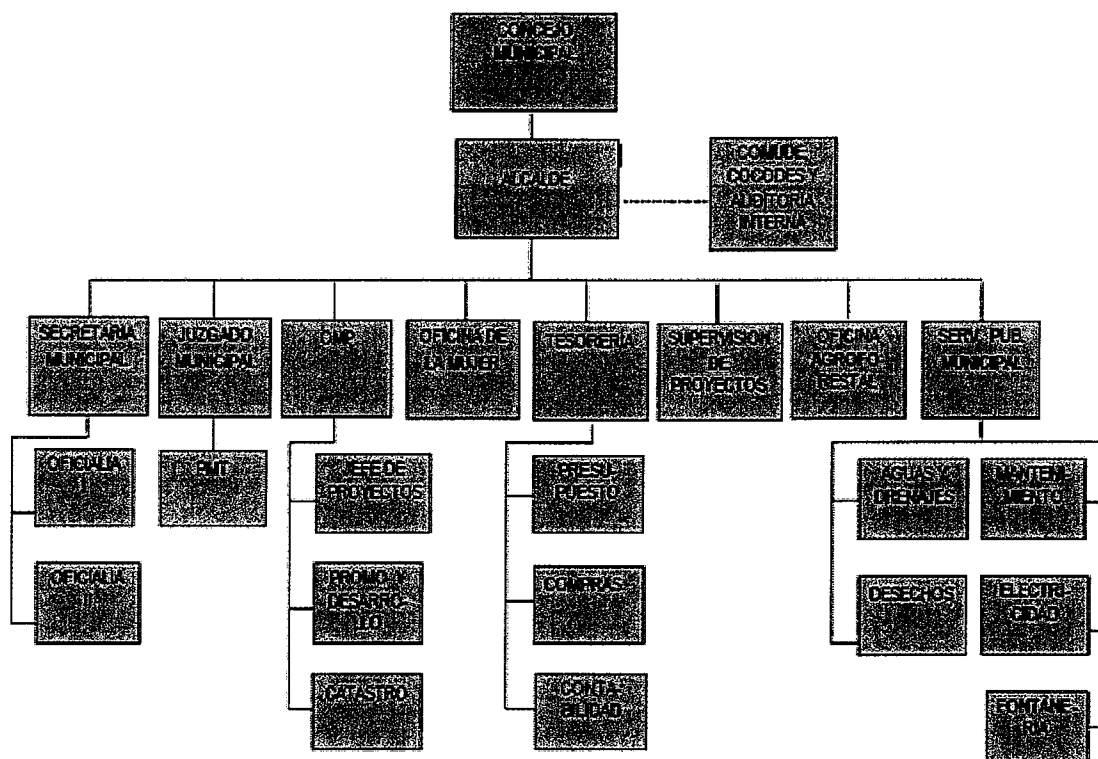 CONCEJO
MUNICIPAL
ALCALDE
COMUDE,
COCODES Y
AUDITORIA
INTERNA
SECRETARIA
MUNICIPAL
JUZGADO
MUNICIPAL
OMP
OFICINA DE
LA MUJER
TESORERÍA
SUPERVISION
DE
PROYECTOS
OFICINA
AGROFO-
RESTAL
SERV. PUB.
MUNICIPAL
OFICIALIA
I
OFICIALIA
PMT
JEFE DE
PROYECTOS
PROMO. Y
DESARRO-
LLO
CATASTRO
PRESU-
PUESTO
COMPRAS
CONTA-
BILIDAD
AGUAS Y
DRENAJES
MANTENI-
MIENTO
DESECHOS
ELECTRI-
CIDAD
FONTANE-
RIA